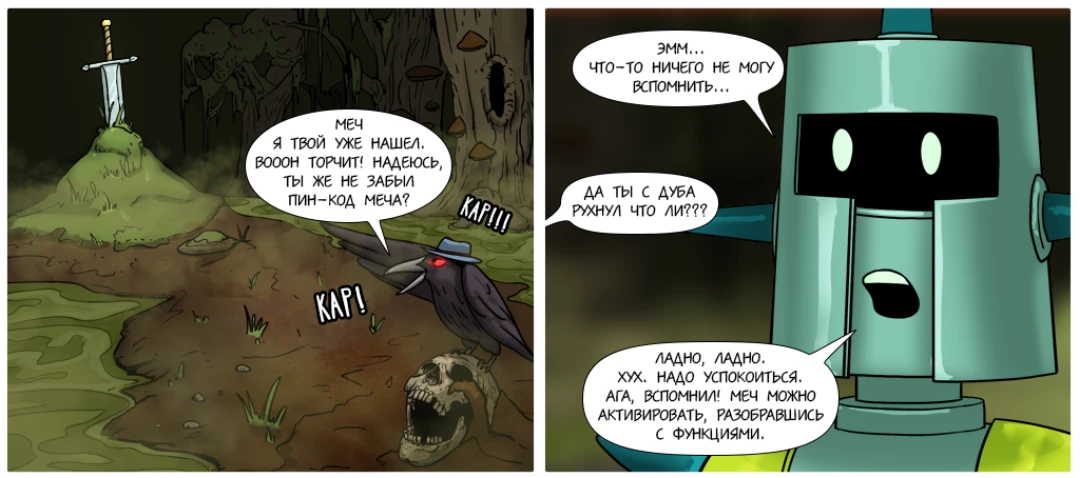 МЕЧ
Я ТВОЙ УЖЕ НАШЕЛ.
ВОООН ТОРЧИТ! НАДЕЮСЬ,
ТЫ ЖЕ НЕ ЗАБЫЛ
ПИН-КОД МЕЧА?
КАР!!!
КАР!
ЭММ...
ЧТО-ТО НИЧЕГО НЕ МОГУ
ВСПОМНИТЬ...
ДА ТЫ С ДУБА
РУХНУЛ ЧТО ЛИ???
ЛАДНО, ЛАДНО.
ХУХ. НАДО УСПОКОИТЬСЯ.
АГА, ВСПОМНИЛ! МЕЧ МОЖНО
АКТИВИРОВАТЬ, РАЗОБРАВШИСЬ
С ФУНКЦИЯМИ.